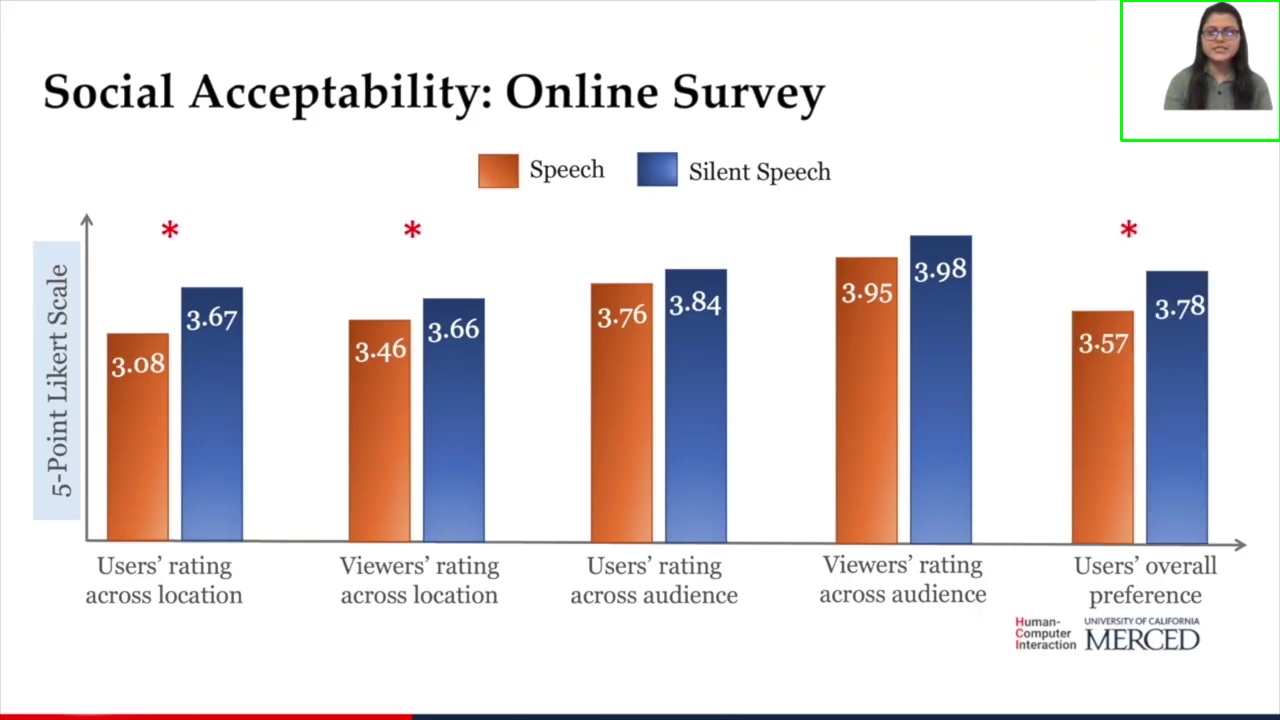 Social Acceptability: Online Survey
Speech
Silent Speech
*
*
*
5-Point Likert Scale
3.08
3.67
3.46
3.66
3.76
3.84
3.95
3.98
3.57
3.78
Users’ rating
across location
Viewers’ rating
across location
Users’ rating
across audience
Viewers’ rating
across audience
Users’ overall
preference
Human-
Computer
Interaction
UNIVERSITY OF CALIFORNIA
MERCED